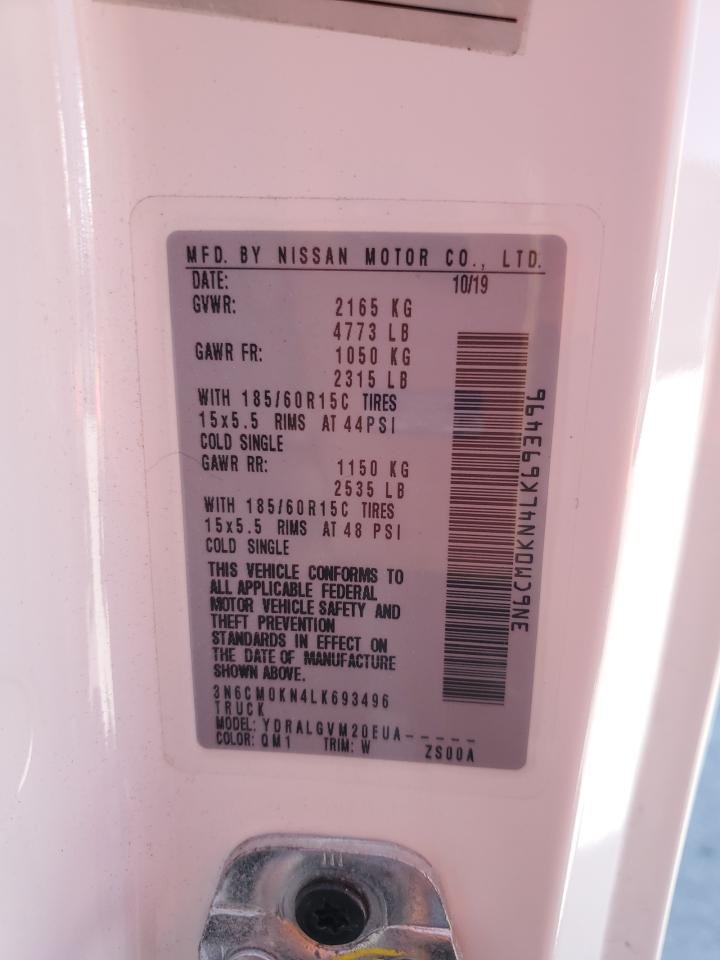 MFD. BY NISSAN MOTOR CO., LTD.
DATE: 10/19
GVWR: 2165 KG
4773 LB
GAWR FR: 1050 KG
2315 LB
WITH 185/60R15C TIRES
15x5.5 RIMS AT 44PSI
COLD SINGLE
GAWR RR: 1150 KG
2535 LB
WITH 185/60R15C TIRES
15x5.5 RIMS AT 48 PSI
COLD SINGLE
THIS VEHICLE CONFORMS TO
ALL APPLICABLE FEDERAL
MOTOR VEHICLE SAFETY AND
THEFT PREVENTION
STANDARDS IN EFFECT ON
THE DATE OF MANUFACTURE
SHOWN ABOVE.
3N6CM0KN4LK693496
TRUCK
MODEL: YDRALGVM20EUA-----
COLOR: QM1 TRIM: W ZS00A
3N6CM0KN4LK693496